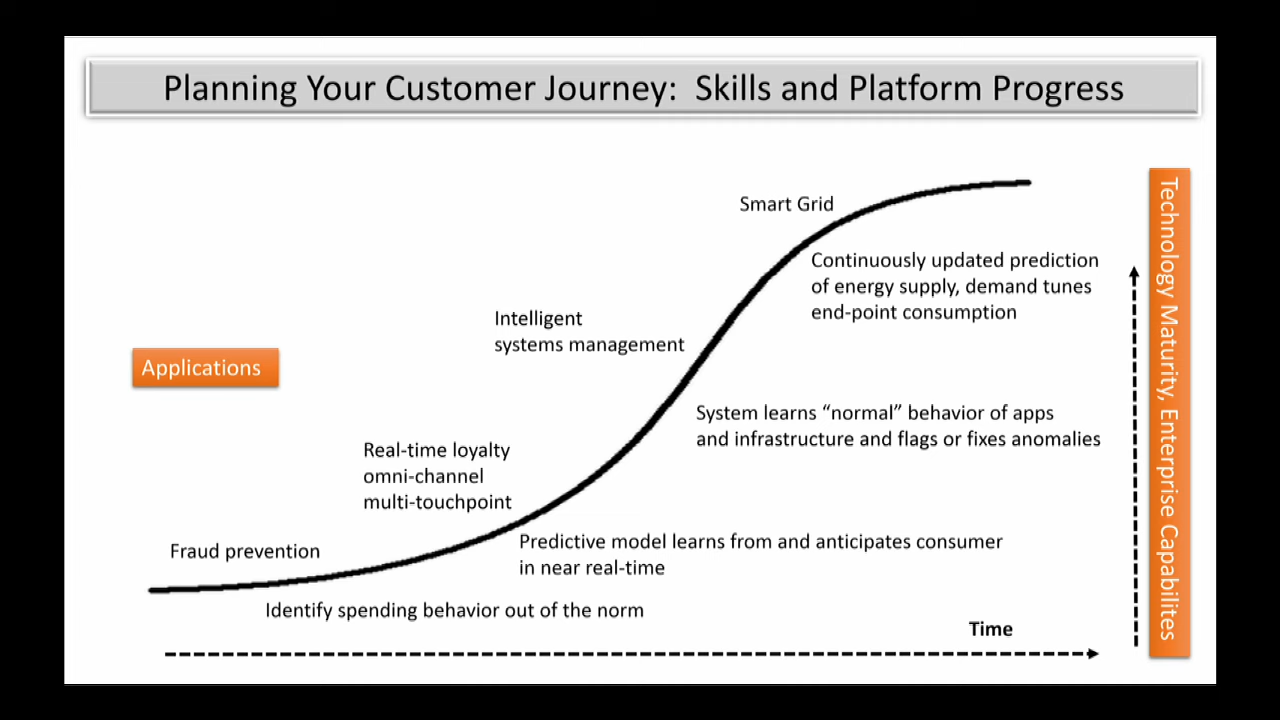 Planning Your Customer Journey:  Skills and Platform Progress
Smart Grid
Continuously updated prediction
of energy supply, demand tunes
end-point consumption
Intelligent
systems management
Applications
System learns “normal” behavior of apps
and infrastructure and flags or fixes anomalies
Real-time loyalty
omni-channel
multi-touchpoint
Predictive model learns from and anticipates consumer
in near real-time
Fraud prevention
Identify spending behavior out of the norm
Time
Technology Maturity, Enterprise Capabilites